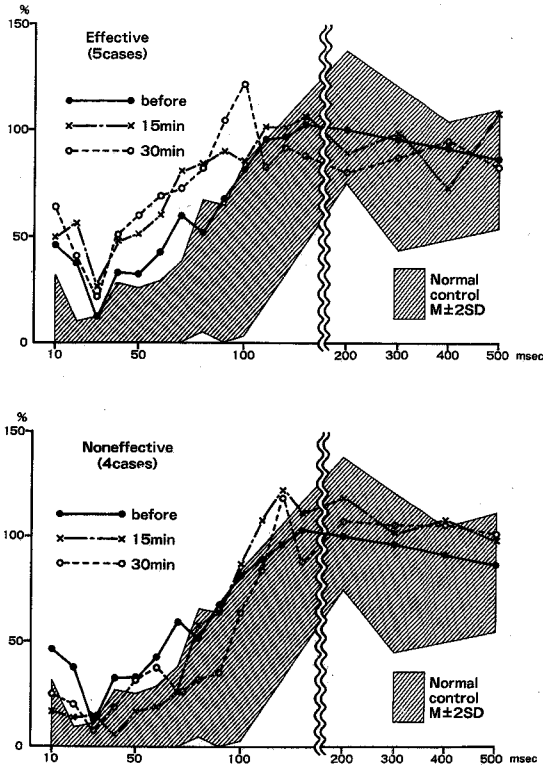 %
150
Effective
(5cases)
before
15min
30min
100
50
0
Normal
control
M±2SD
10
50
100
200
300
400
500
msec
%
150
Noneffective
(4cases)
before
15min
30min
100
50
0
Normal
control
M±2SD
10
50
100
200
300
400
500
msec